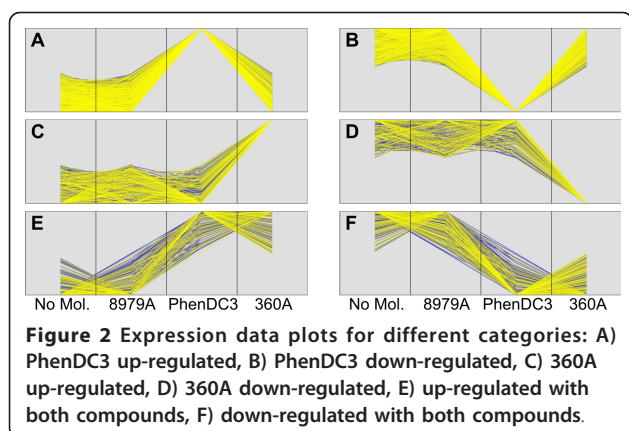 A
B
C
D
E
F
No Mol. 8979A PhenDC3 360A
No Mol. 8979A PhenDC3 360A
Figure 2 Expression data plots for different categories: A)
PhenDC3 up-regulated, B) PhenDC3 down-regulated, C) 360A
up-regulated, D) 360A down-regulated, E) up-regulated with
both compounds, F) down-regulated with both compounds.